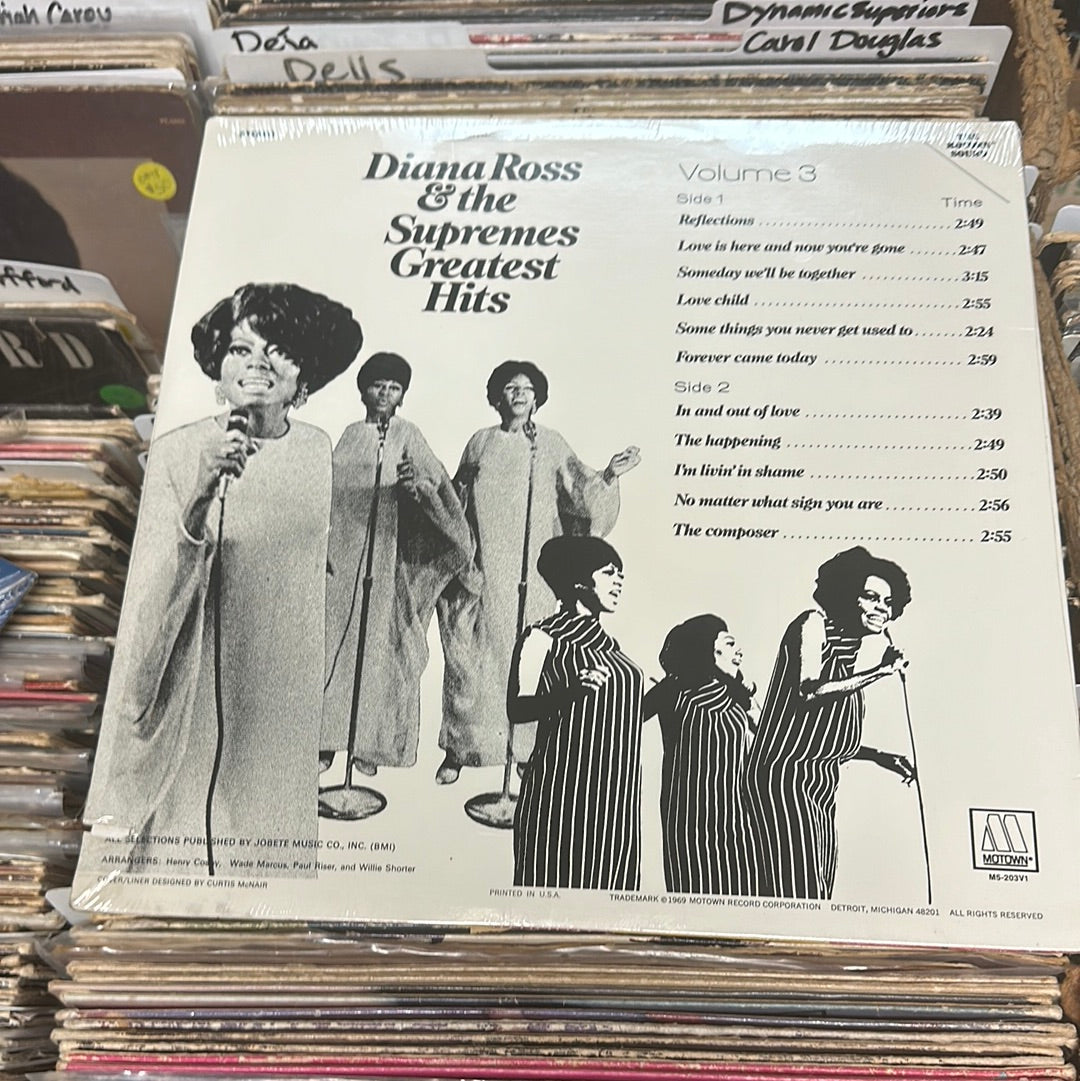 Dynamic Superiors
Carol Douglas
Dells
STEREO
Diana Ross
& the
Supremes
Greatest
Hits
Volume 3
Side 1 Time
Reflections 2:49
Love is here and now you're gone 2:47
Someday we'll be together 3:15
Love child 2:55
Some things you never get used to 2:24
Forever came today 2:59
Side 2
In and out of love 2:39
The happening 2:49
I'm livin' in shame 2:50
No matter what sign you are 2:56
The composer 2:55
ALL SELECTIONS PUBLISHED BY JOBETE MUSIC CO., INC. (BMI)
ARRANGERS: Henry Cosby, Wade Marcus, Paul Riser, and Willie Shorter
COVER/LINER DESIGNED BY CURTIS McNAIR
PRINTED IN U.S.A. TRADEMARK ©1969 MOTOWN RECORD CORPORATION DETROIT, MICHIGAN 48201 ALL RIGHTS RESERVED
M
MOTOWN®
M5-203V1